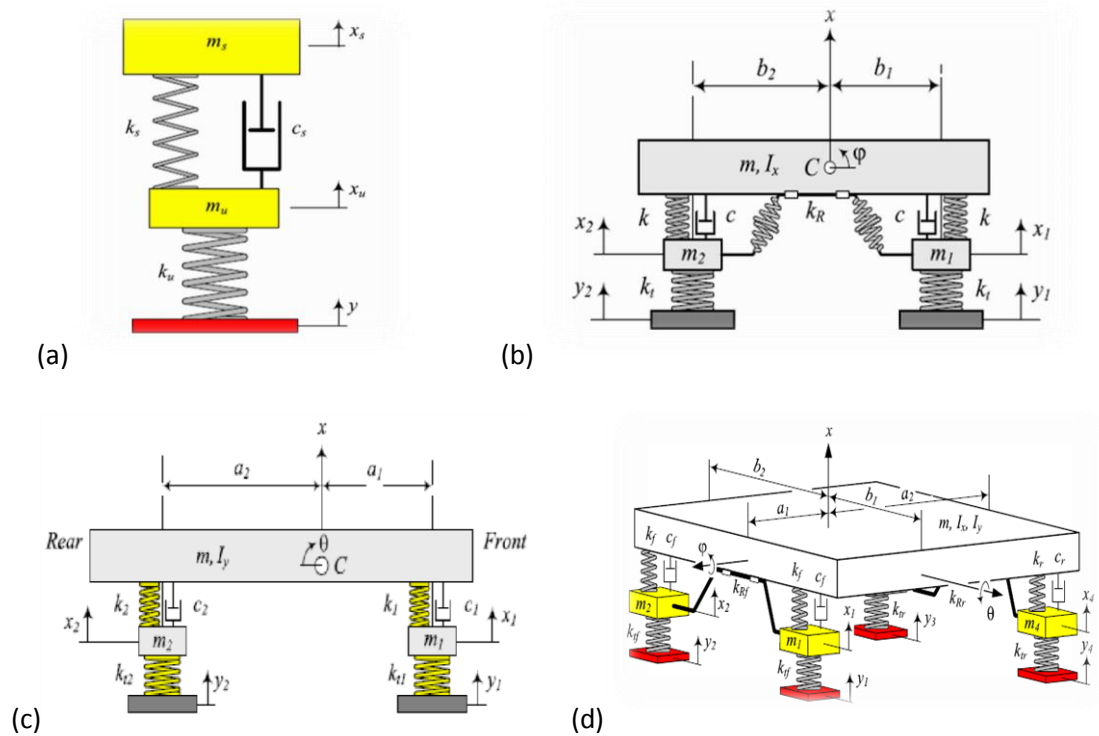 m_s
x_s
k_s
c_s
m_u
x_u
k_u
y
(a)
x
b_2
b_1
m, I_x
C
φ
k
c
k_R
c
k
x_2
m_2
m_1
x_1
y_2
k_t
k_t
y_1
(b)
x
a_2
a_1
Rear
m, I_y
θ
C
Front
k_2
c_2
k_1
c_1
x_2
m_2
m_1
x_1
k_t2
y_2
k_t1
y_1
(c)
x
b_2
a_1
b_1
a_2
m, I_x, I_y
k_f
c_f
φ
k_Rf
k_f
c_f
k_r
c_r
m_2
x_2
k_Rr
θ
x_4
m_1
x_1
k_tr
y_3
m_4
k_tf
y_2
k_tf
y_1
k_tr
y_4
(d)